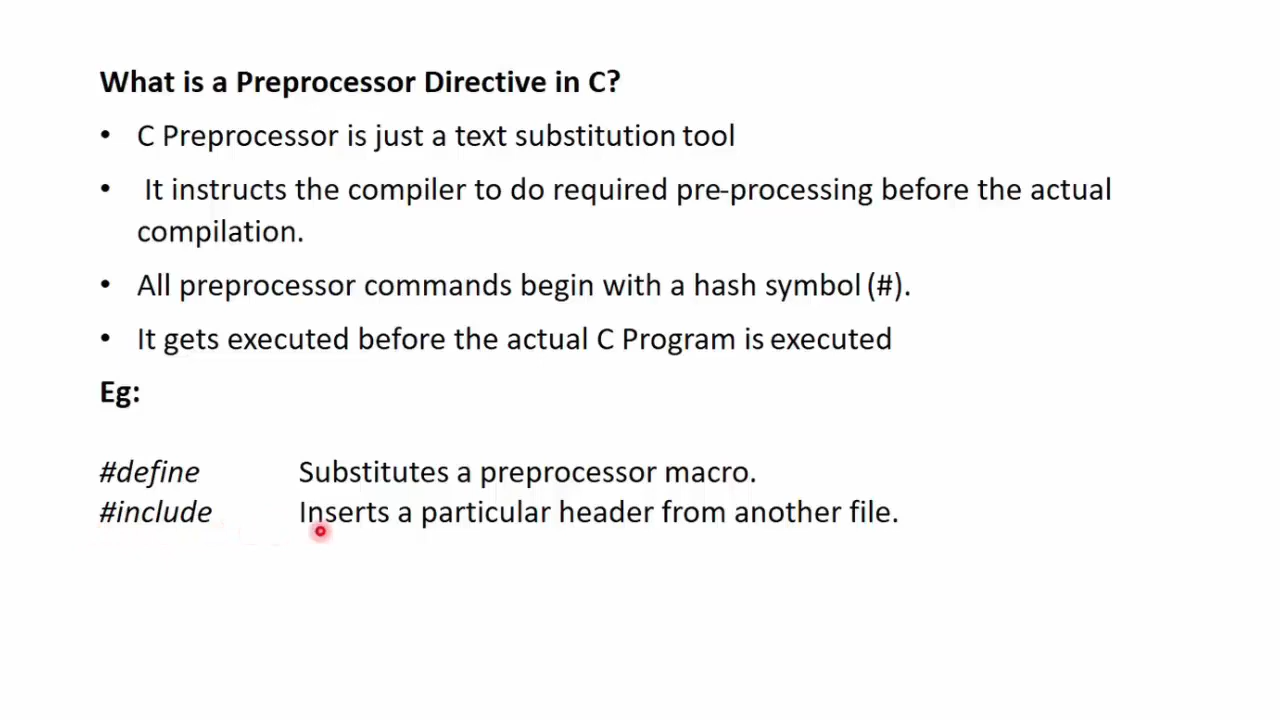 What is a Preprocessor Directive in C?
• C Preprocessor is just a text substitution tool
• It instructs the compiler to do required pre-processing before the actual
compilation.
• All preprocessor commands begin with a hash symbol (#).
• It gets executed before the actual C Program is executed
Eg:
#define Substitutes a preprocessor macro.
#include Inserts a particular header from another file.